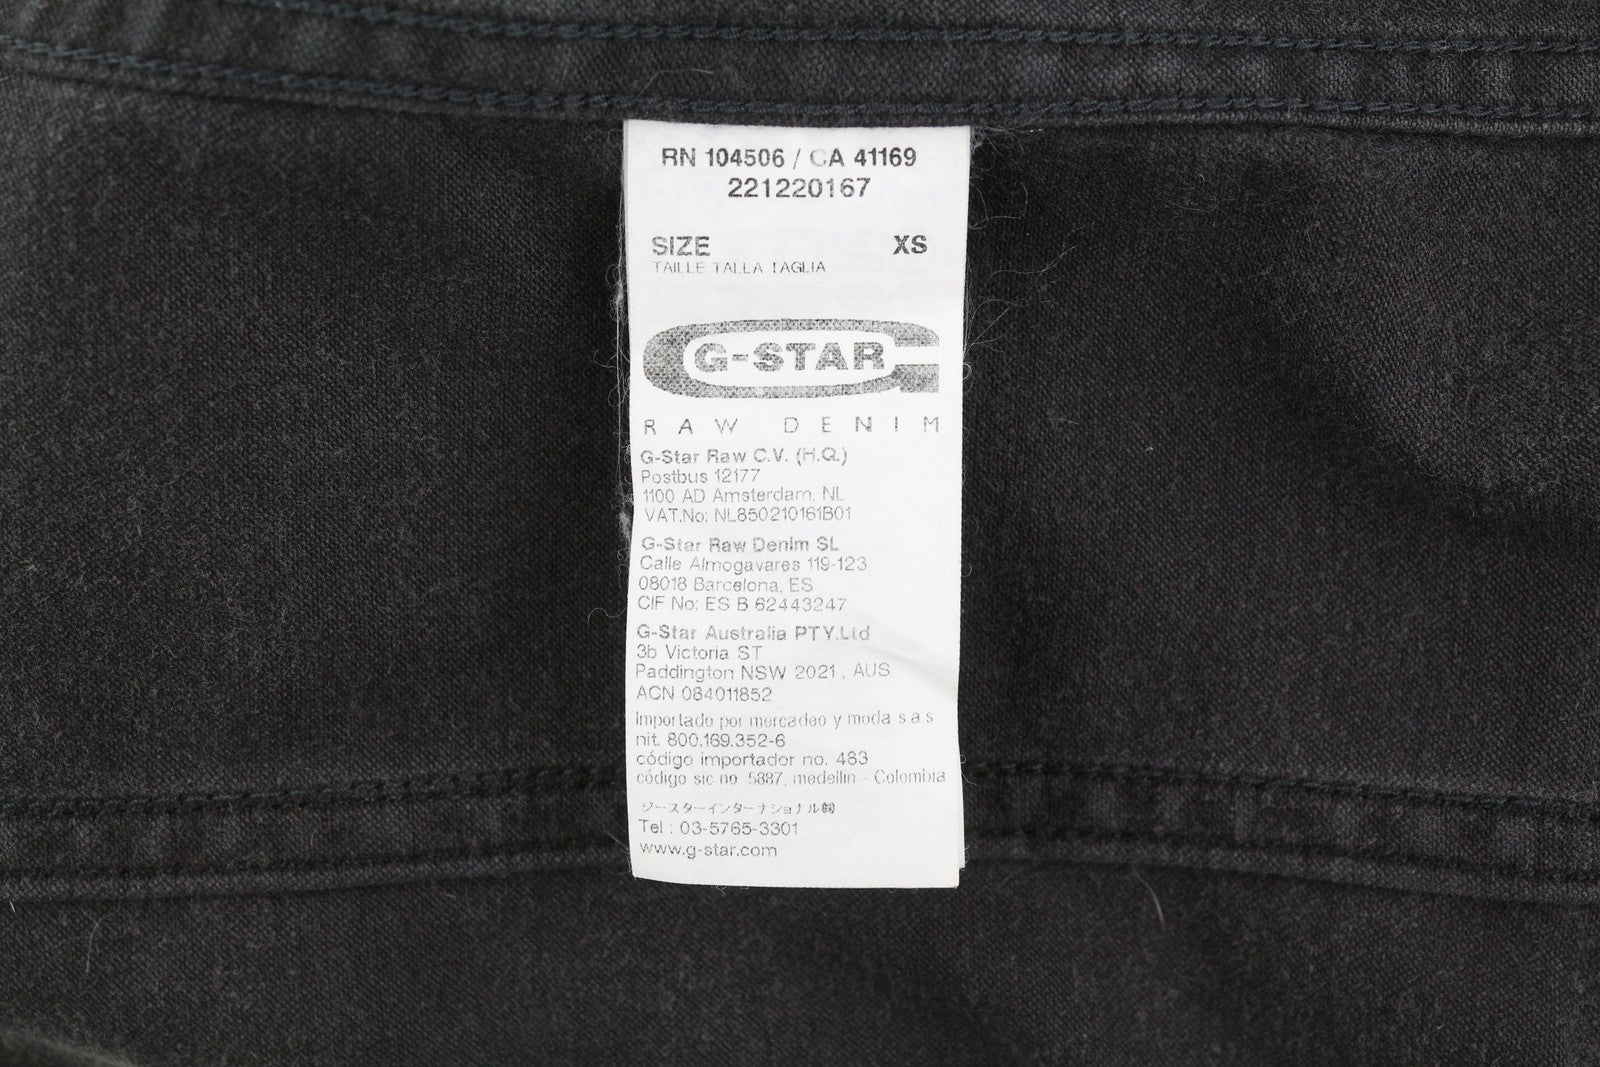 RN 104506 / CA 41169
221220167
SIZE XS
TAILLE TALLA TAGLIA
G-STAR
RAW DENIM
G-Star Raw C.V. (H.Q.)
Postbus 12177
1100 AD Amsterdam, NL
VAT.No: NL850210161B01
G-Star Raw Denim SL
Calle Almogavares 119-123
08018 Barcelona, ES
CIF No: ES B 62443247
G-Star Australia PTY.Ltd
3b Victoria ST
Paddington NSW 2021 , AUS
ACN 084011852
Importado por mercadeo y moda s a s
nit. 800.169.352-6
código importador no. 463
código sic no. 5887, medellin - Colombia
ジースターインターナショナル㈱
Tel : 03-5765-3301
www.g-star.com